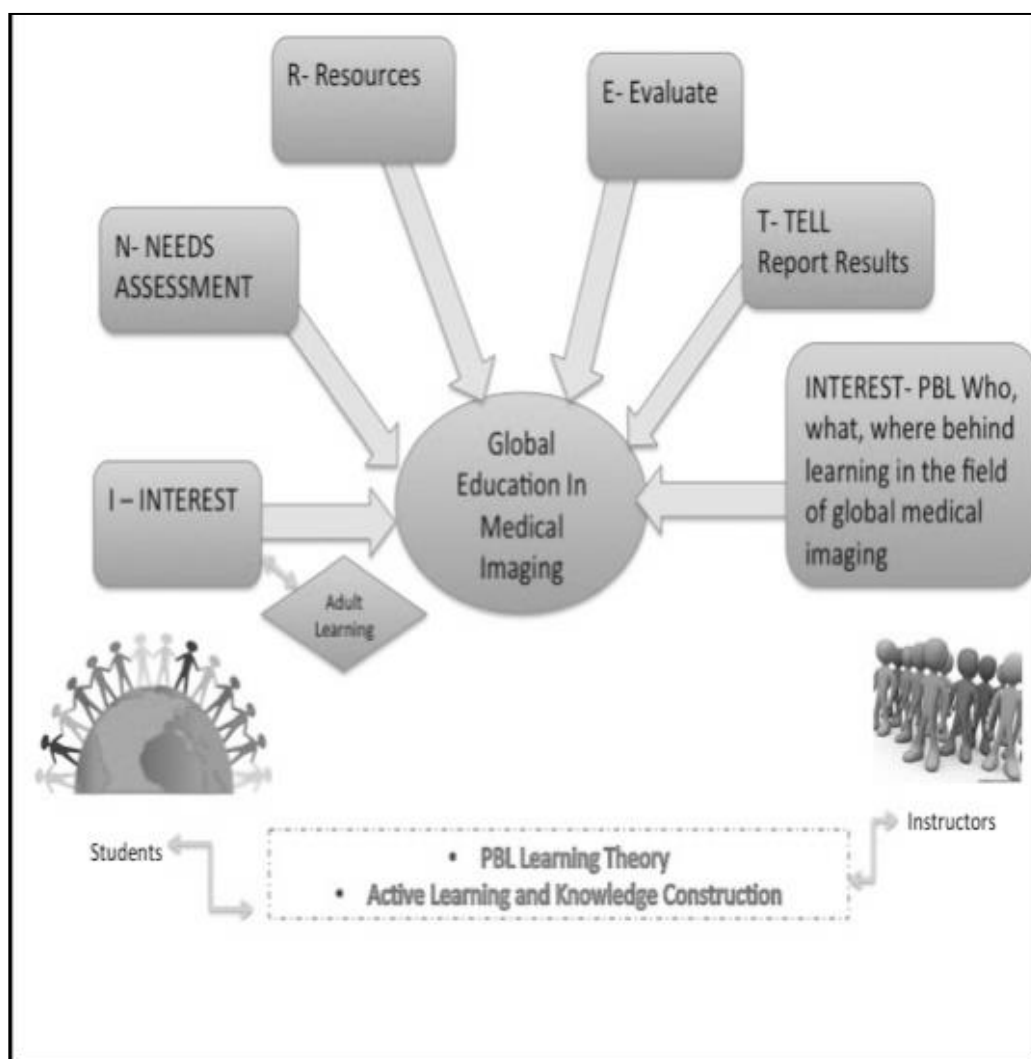 R- Resources
E- Evaluate
N- NEEDS
ASSESSMENT
T- TELL
Report Results
INTEREST- PBL Who,
what, where behind
learning in the field
of global medical
imaging
Global
Education In
Medical
Imaging
I – INTEREST
Adult
Learning
Students
Instructors
• PBL Learning Theory
• Active Learning and Knowledge Construction